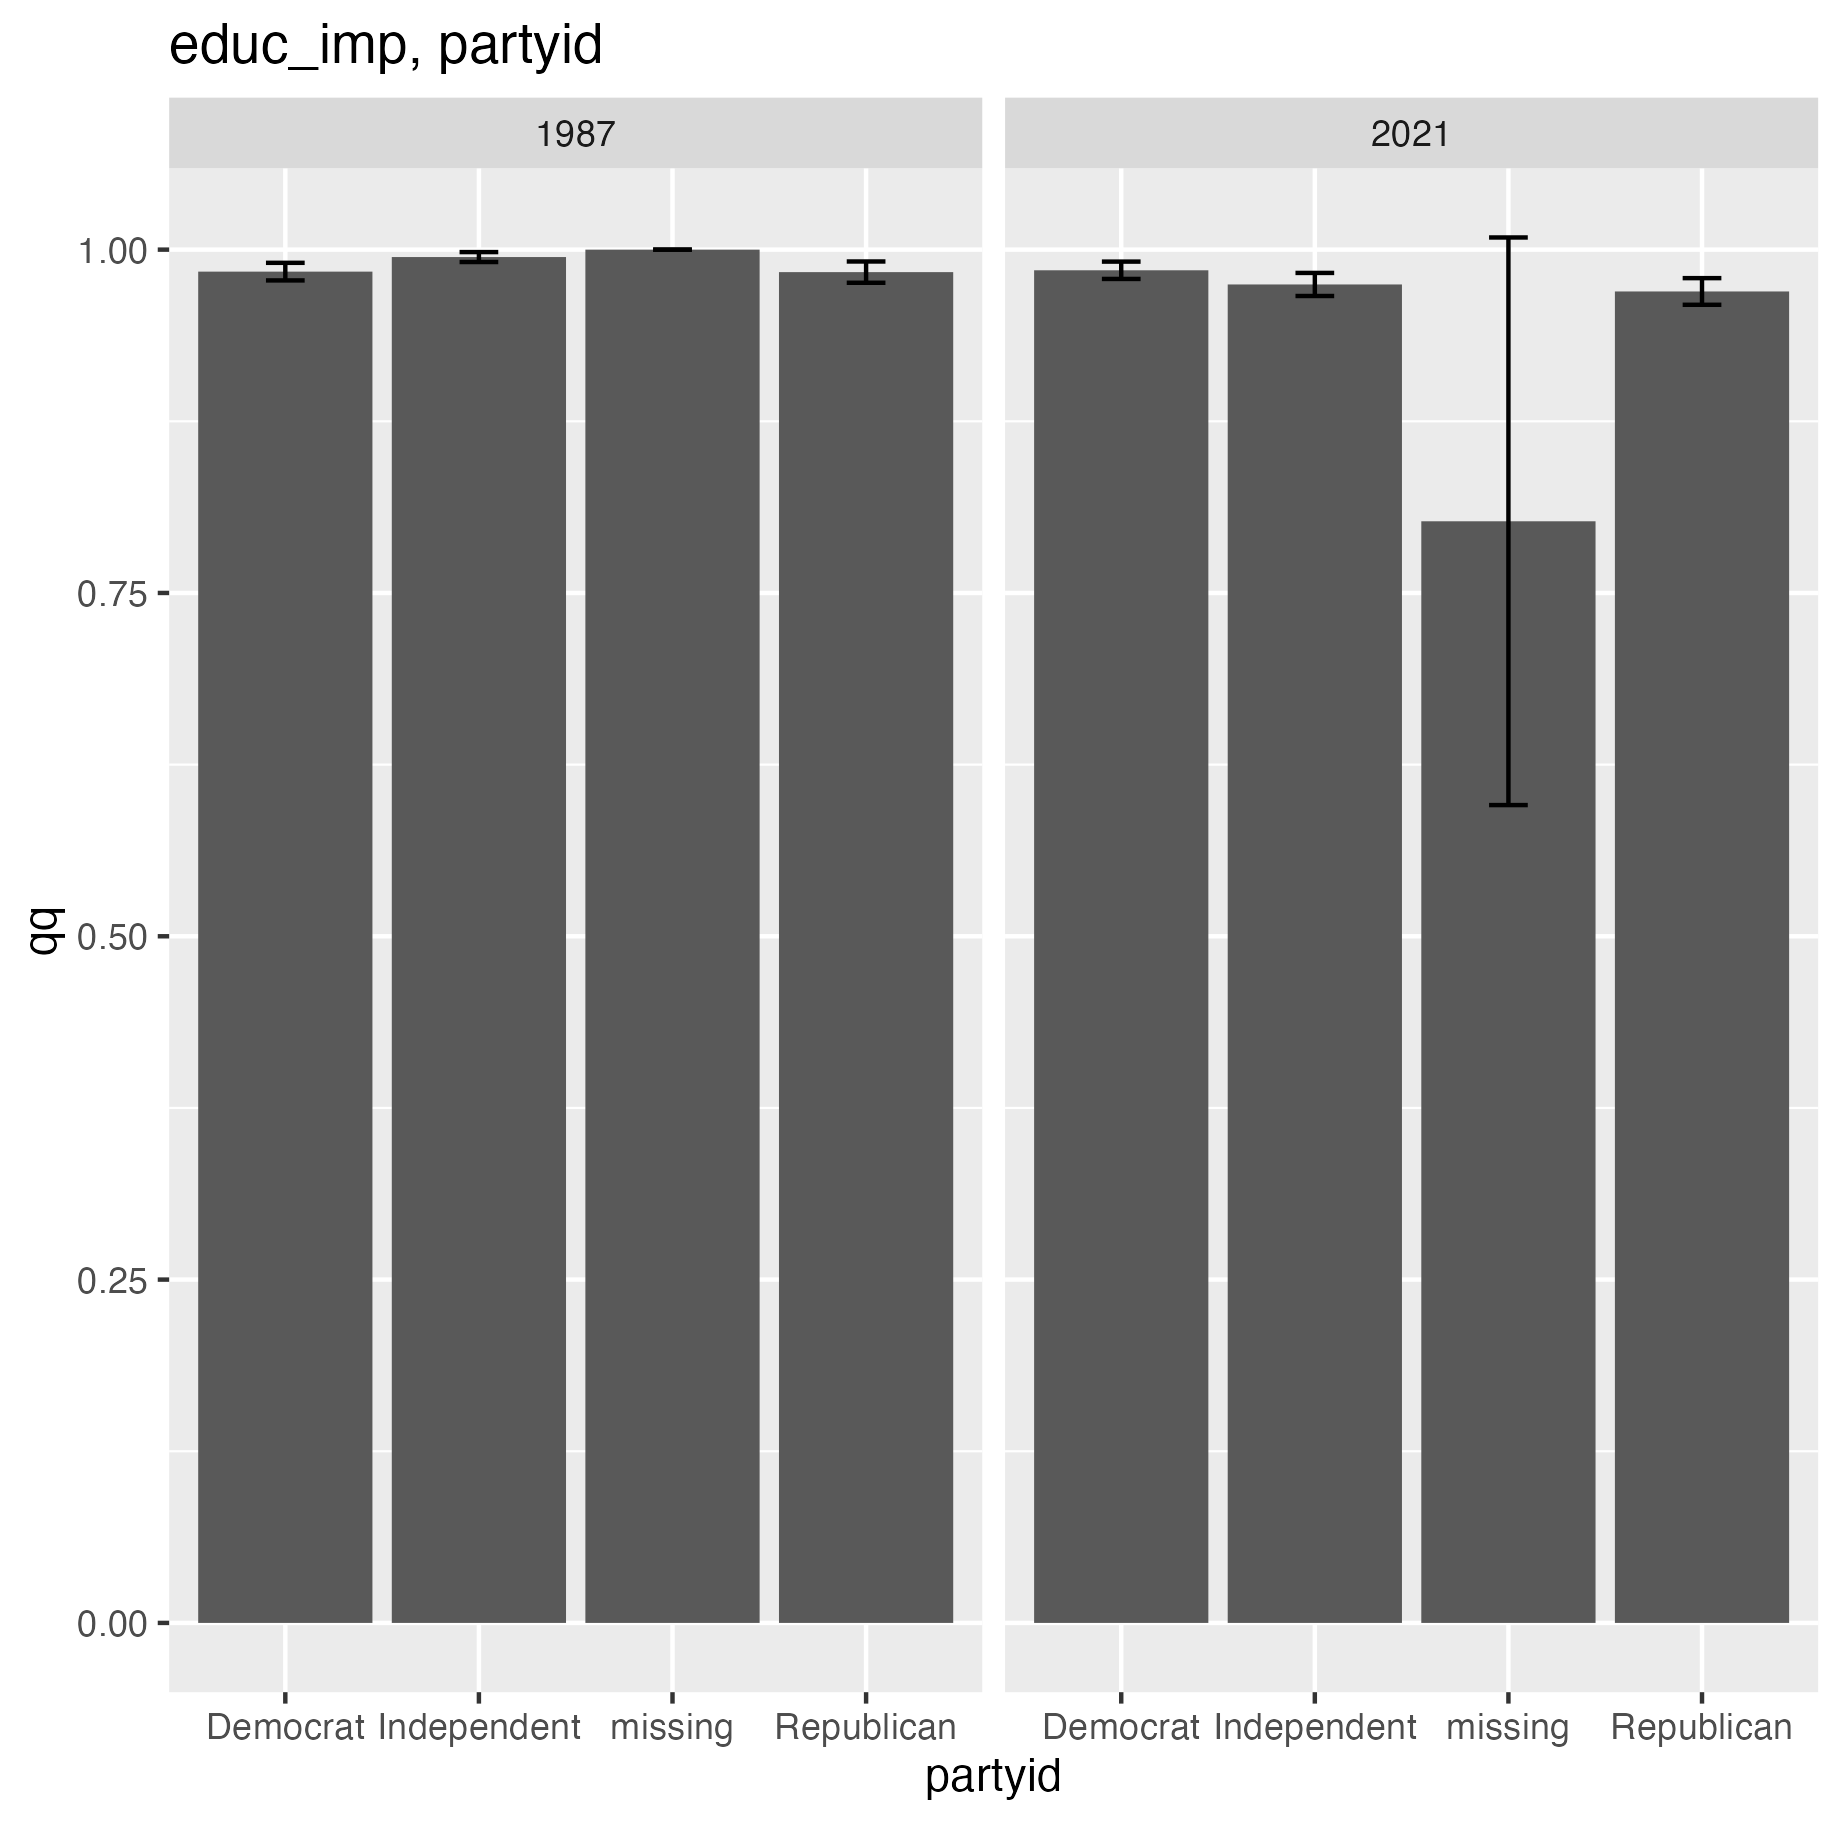 educ_imp, partyid
1987
2021
1.00
0.75
0.50
0.25
0.00
qq
Democrat Independent missing Republican
Democrat Independent missing Republican
partyid